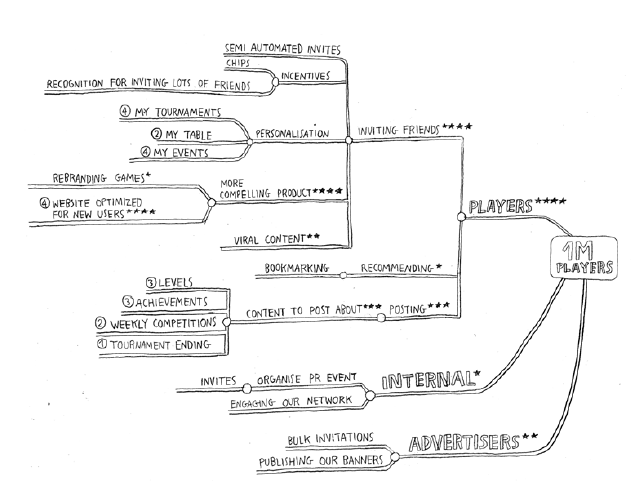 SEMI AUTOMATED INVITES
CHIPS
RECOGNITION FOR INVITING LOTS OF FRIENDS
INCENTIVES
④ MY TOURNAMENTS
② MY TABLE
④ MY EVENTS
PERSONALISATION
INVITING FRIENDS****
REBRANDING GAMES*
④ WEBSITE OPTIMIZED
FOR NEW USERS****
MORE
COMPELLING PRODUCT****
VIRAL CONTENT**
PLAYERS****
1M
PLAYERS
BOOKMARKING
RECOMMENDING*
③ LEVELS
③ ACHIEVEMENTS
② WEEKLY COMPETITIONS
① TOURNAMENT ENDING
CONTENT TO POST ABOUT***
POSTING***
INVITES
ORGANISE PR EVENT
ENGAGING OUR NETWORK
INTERNAL*
BULK INVITATIONS
PUBLISHING OUR BANNERS
ADVERTISERS**